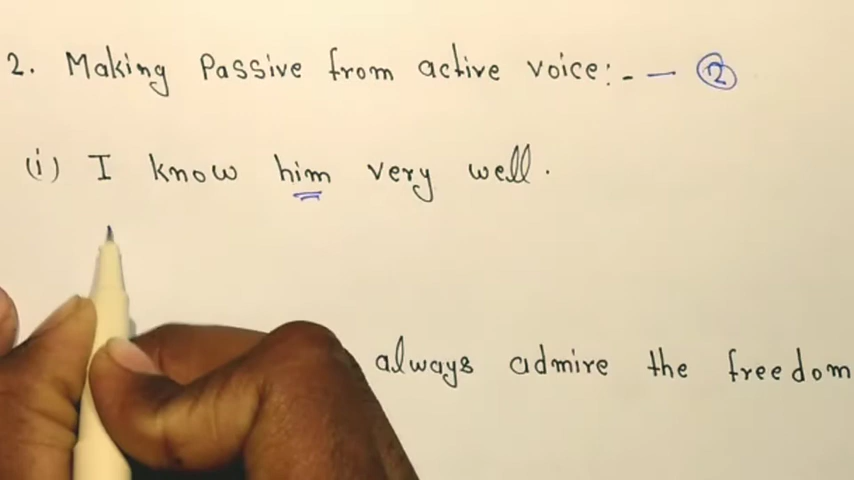 2. Making Passive from active voice:- — 2
(i) I know him very well.
always admire the freedom